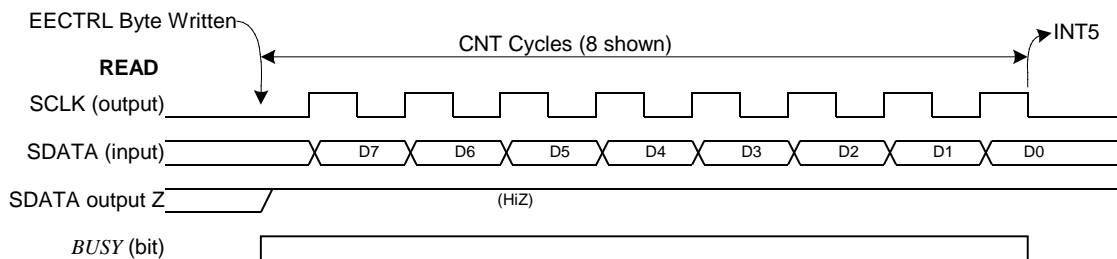 EECTRL Byte Written
CNT Cycles (8 shown)
INT5
READ
SCLK (output)
SDATA (input)
D7 D6 D5 D4 D3 D2 D1 D0
SDATA output Z
(HiZ)
BUSY (bit)